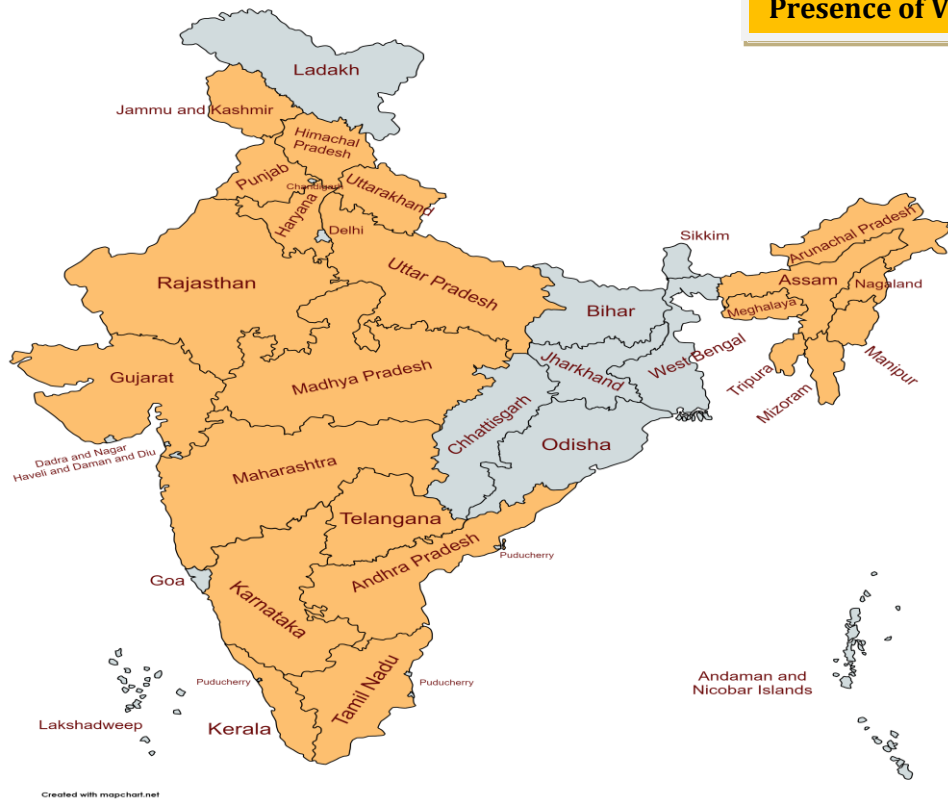 Presence of
Ladakh
Jammu and Kashmir
Himachal
Pradesh
Punjab
Chandigarh
Uttarakhand
Haryana
Delhi
Sikkim
Arunachal Pradesh
Rajasthan
Uttar Pradesh
Assam
Nagaland
Bihar
Meghalaya
Gujarat
Madhya Pradesh
Jharkhand
West Bengal
Manipur
Tripura
Mizoram
Chhattisgarh
Odisha
Dadra and Nagar
Haveli and Daman and Diu
Maharashtra
Telangana
Andhra Pradesh
Puducherry
Goa
Karnataka
Puducherry
Tamil Nadu
Puducherry
Andaman and
Nicobar Islands
Lakshadweep
Kerala
Created with mapchart.net